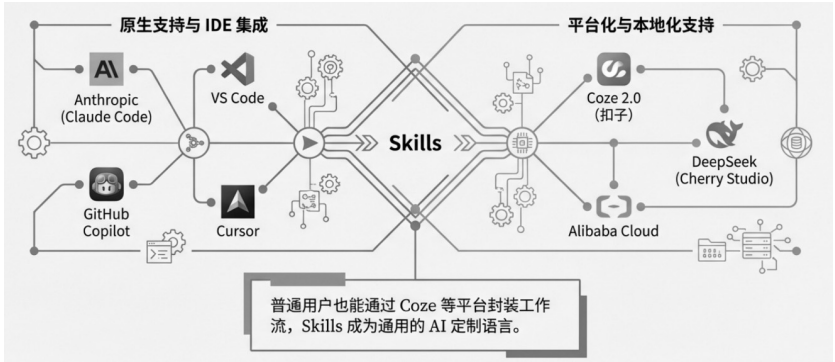 原生支持与 IDE 集成
Anthropic
(Claude Code)
VS Code
GitHub
Copilot
Cursor
Skills
平台化与本地化支持
Coze 2.0
（扣子）
DeepSeek
(Cherry Studio)
Alibaba Cloud
普通用户也能通过 Coze 等平台封装工作
流，Skills 成为通用的 AI 定制语言。